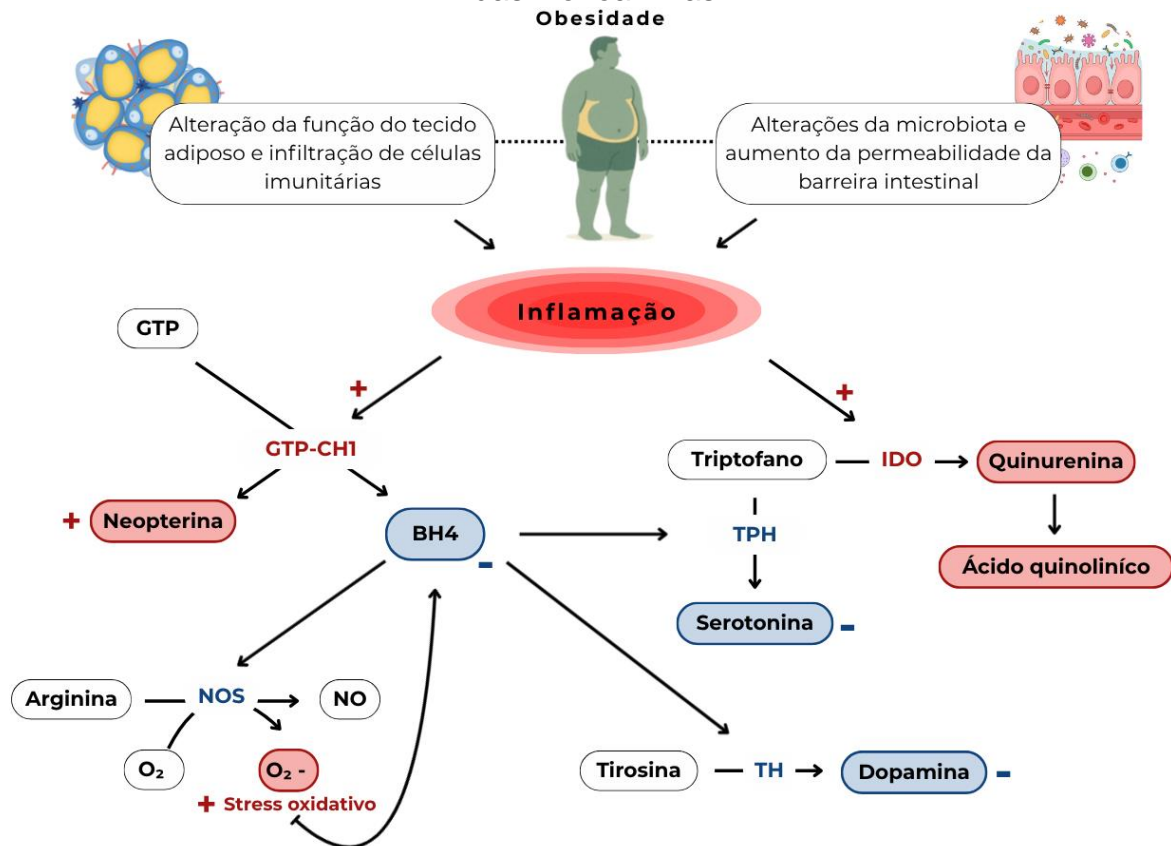 Obesidade
Alteração da função do tecido
adiposo e infiltração de células
imunitárias
Alterações da microbiota e
aumento da permeabilidade da
barreira intestinal
Inflamação
GTP
+
+
GTP-CH1
Triptofano
IDO
Quinurenina
+ Neopterina
BH4
-
TPH
Ácido quinoliníco
Serotonina -
Arginina
NOS
NO
O₂
O₂ -
+ Stress oxidativo
Tirosina
TH
Dopamina -